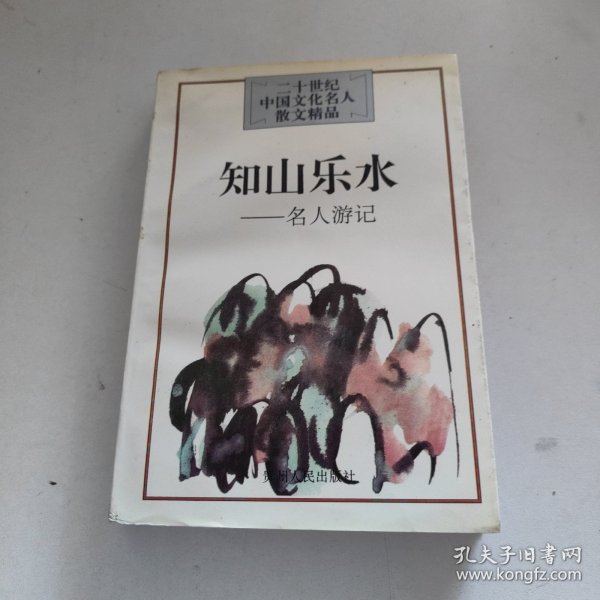 二十世纪
中国文化名人
散文精品
知山乐水
——名人游记
贵州人民出版社
孔夫子旧书网
www.kongfz.com